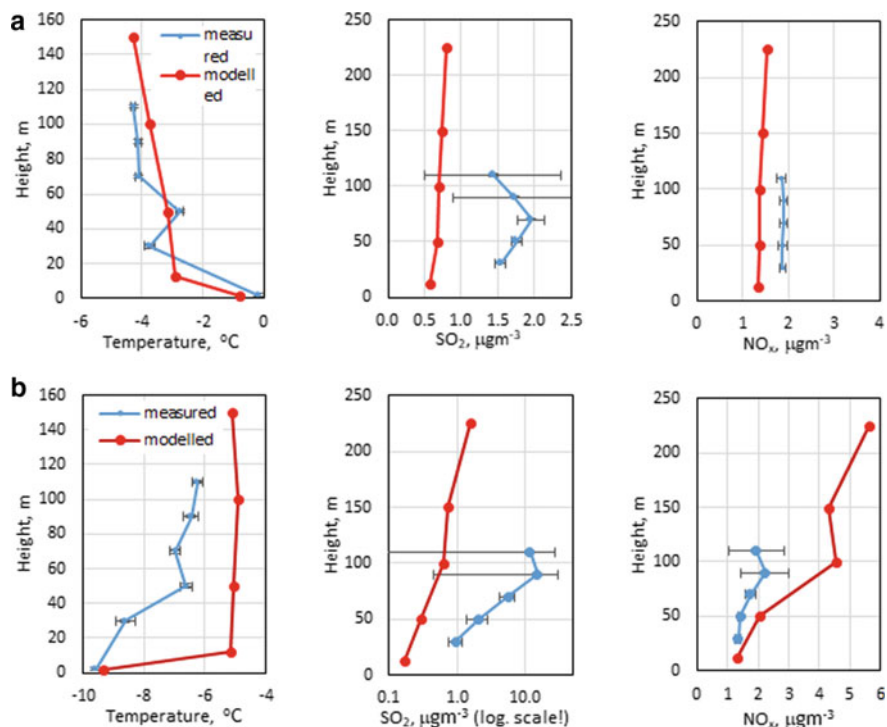 a
160
140
120
100
80
60
40
20
0
-6 -4 -2 0
Height, m
Temperature, ⁰C
measu
red
modell
ed
250
200
150
100
50
0
0.0 0.5 1.0 1.5 2.0 2.5
Height, m
SO₂, μgm⁻³
250
200
150
100
50
0
0 1 2 3 4
Height, m
NOₓ, μgm⁻³
b
160
140
120
100
80
60
40
20
0
-10 -8 -6 -4
Height, m
Temperature, ⁰C
measured
modelled
250
200
150
100
50
0
0.1 1.0 10.0
Height, m
SO₂, μgm⁻³ (log. scale!)
250
200
150
100
50
0
0 1 2 3 4 5 6
Height, m
NOₓ, μgm⁻³